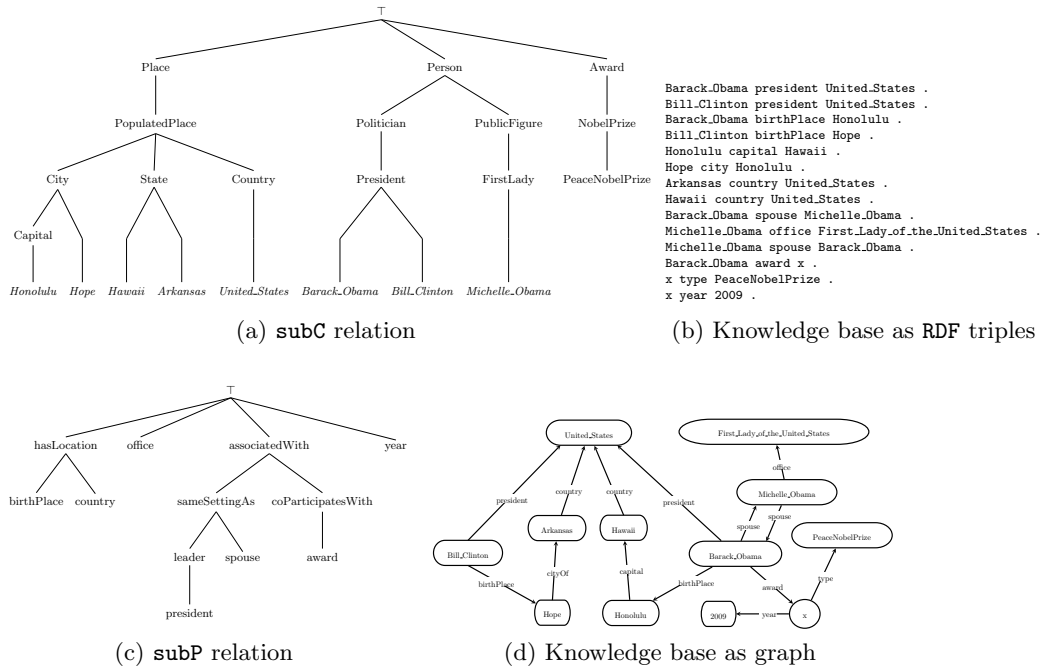 ⊤
Place Person Award
PopulatedPlace Politician PublicFigure NobelPrize
City State Country President FirstLady PeaceNobelPrize
Capital
Honolulu Hope Hawaii Arkansas United_States Barack_Obama Bill_Clinton Michelle_Obama
(a) subC relation
Barack_Obama president United_States .
Bill_Clinton president United_States .
Barack_Obama birthPlace Honolulu .
Bill_Clinton birthPlace Hope .
Honolulu capital Hawaii .
Hope city Honolulu .
Arkansas country United_States .
Hawaii country United_States .
Barack_Obama spouse Michelle_Obama .
Michelle_Obama office First_Lady_of_the_United_States .
Michelle_Obama spouse Barack_Obama .
Barack_Obama award x .
x type PeaceNobelPrize .
x year 2009 .
(b) Knowledge base as RDF triples
⊤
hasLocation office associatedWith year
birthPlace country sameSettingAs coParticipatesWith
leader spouse award
president
(c) subP relation
United_States First_Lady_of_the_United_States
office
president country country president Michelle_Obama
spouse spouse
Arkansas Hawaii PeaceNobelPrize
Bill_Clinton Barack_Obama
birthPlace cityOf capital birthPlace award type
Hope Honolulu 2009 year x
(d) Knowledge base as graph